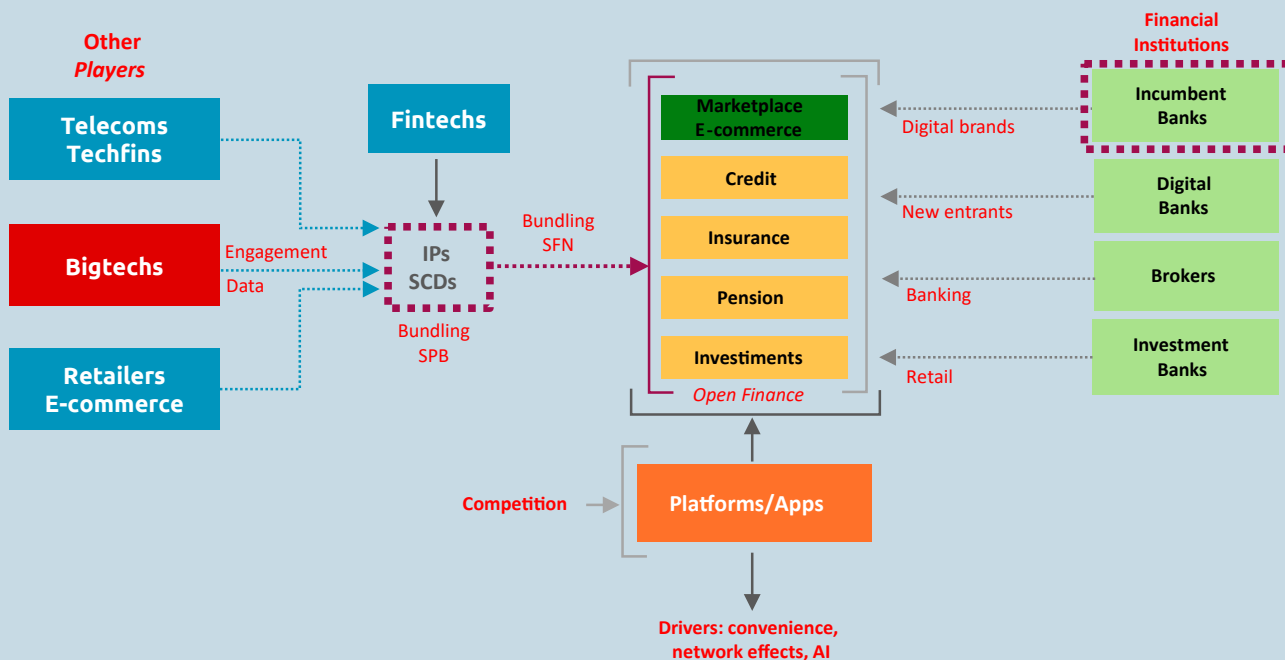 Other
Players
Telecoms
Techfins
Bigtechs
Retailers
E-commerce
Engagement
Data
Fintechs
IPs
SCDs
Bundling
SPB
Bundling
SFN
Marketplace
E-commerce
Credit
Insurance
Pension
Investiments
Open Finance
Digital brands
New entrants
Banking
Retail
Financial
Institutions
Incumbent
Banks
Digital
Banks
Brokers
Investment
Banks
Competition
Platforms/Apps
Drivers: convenience,
network effects, AI